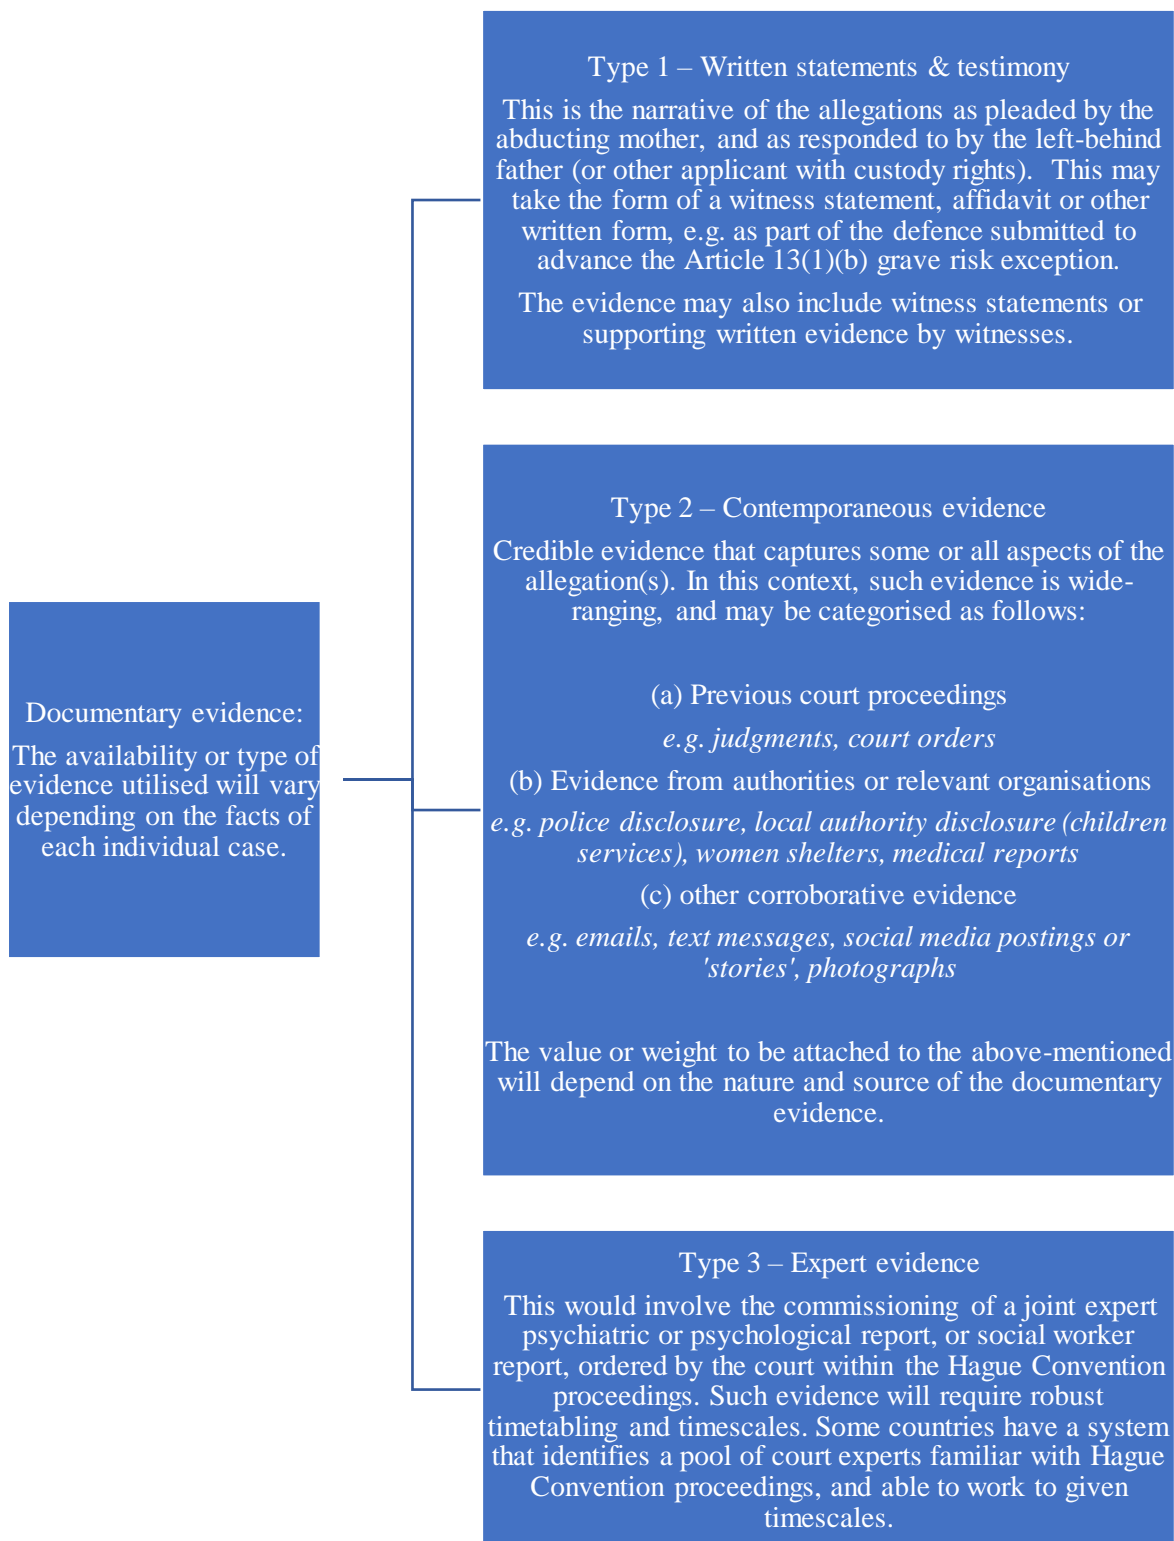 Documentary evidence:
The availability or type of
evidence utilised will vary
depending on the facts of
each individual case.
Type 1 – Written statements & testimony
This is the narrative of the allegations as pleaded by the
abducting mother, and as responded to by the left-behind
father (or other applicant with custody rights).  This may
take the form of a witness statement, affidavit or other
written form, e.g. as part of the defence submitted to
advance the Article 13(1)(b) grave risk exception.
The evidence may also include witness statements or
supporting written evidence by witnesses.
Type 2 – Contemporaneous evidence
Credible evidence that captures some or all aspects of the
allegation(s). In this context, such evidence is wide-
ranging, and may be categorised as follows:
(a) Previous court proceedings
e.g. judgments, court orders
(b) Evidence from authorities or relevant organisations
e.g. police disclosure, local authority disclosure (children
services), women shelters, medical reports
(c) other corroborative evidence
e.g. emails, text messages, social media postings or
'stories', photographs
The value or weight to be attached to the above-mentioned
will depend on the nature and source of the documentary
evidence.
Type 3 – Expert evidence
This would involve the commissioning of a joint expert
psychiatric or psychological report, or social worker
report, ordered by the court within the Hague Convention
proceedings. Such evidence will require robust
timetabling and timescales. Some countries have a system
that identifies a pool of court experts familiar with Hague
Convention proceedings, and able to work to given
timescales.